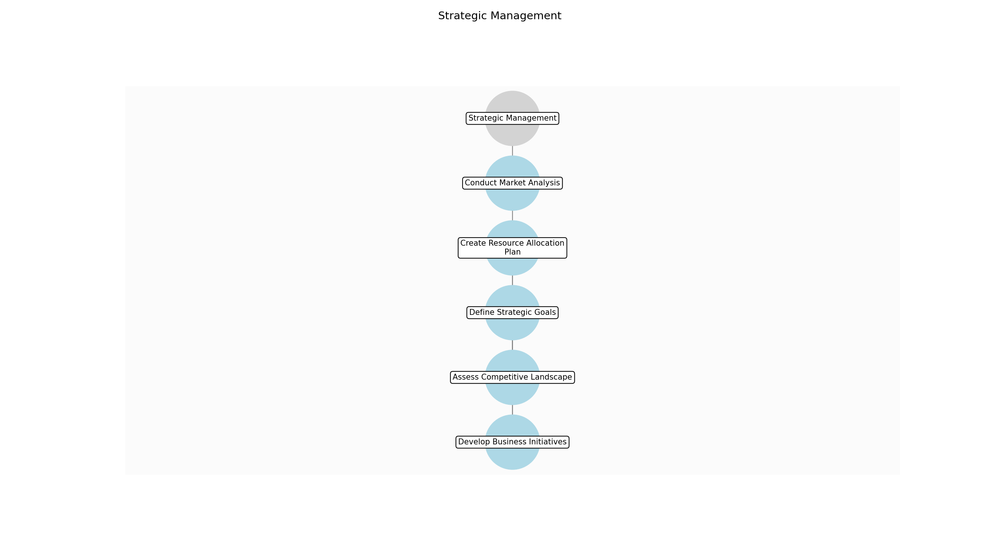 Strategic Management
Strategic Management
Conduct Market Analysis
Create Resource Allocation
Plan
Define Strategic Goals
Assess Competitive Landscape
Develop Business Initiatives